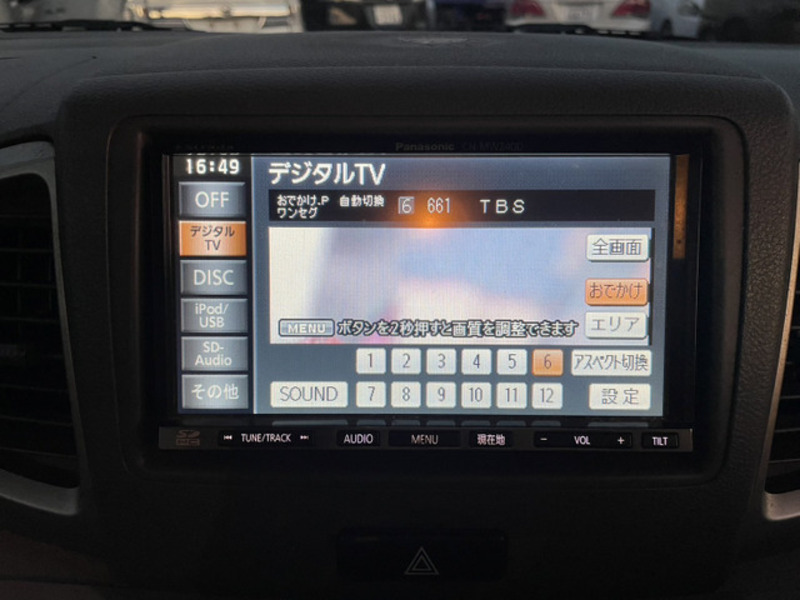 Panasonic
16:49
デジタルTV
OFF
おでかけ.P 自動切換 6 661 TBS
ワンセグ
デジタル
TV
全画面
DISC
おでかけ
iPod/
USB
MENU ボタンを2秒押すと画質を調整できます
エリア
SD-
Audio
1 2 3 4 5 6 アスペクト切換
その他
SOUND 7 8 9 10 11 12 設定
TUNE/TRACK AUDIO MENU 現在地 － VOL ＋ TILT